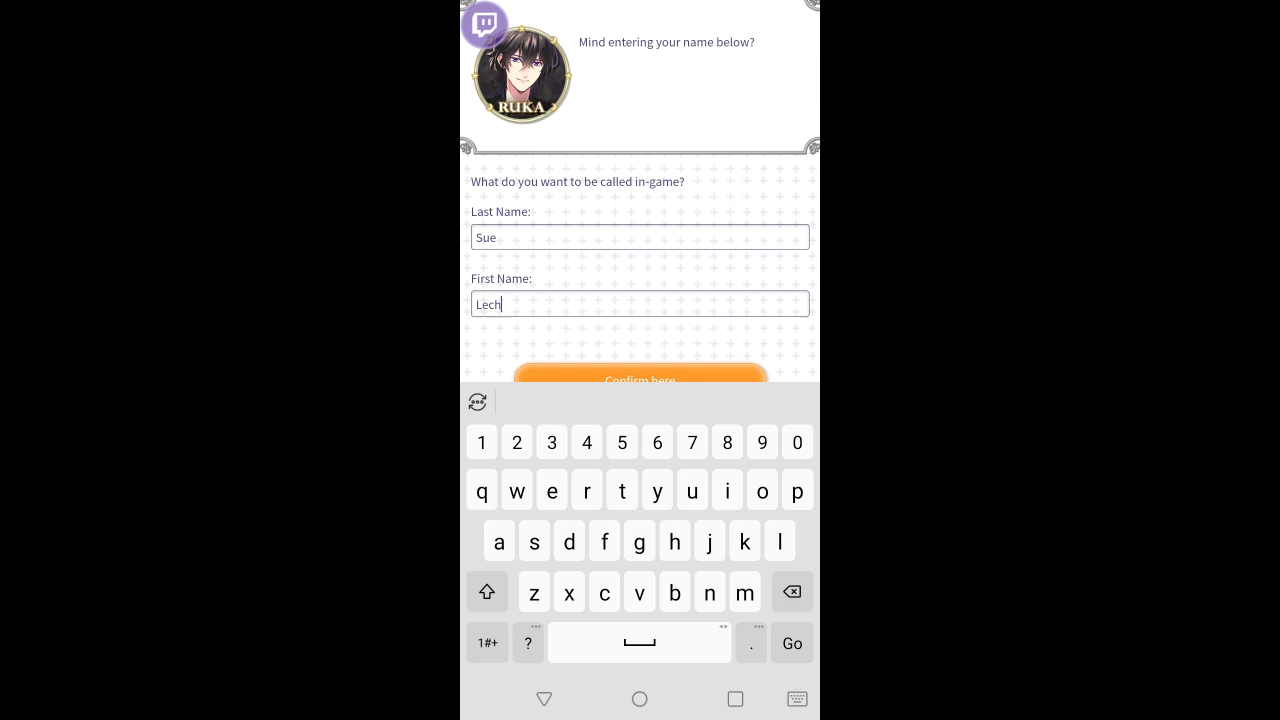 Mind entering your name below?
RUKA
What do you want to be called in-game?
Last Name:
Sue
First Name:
Lech
Confirm here
1 2 3 4 5 6 7 8 9 0
q w e r t y u i o p
a s d f g h j k l
z x c v b n m
1#+ ? . Go